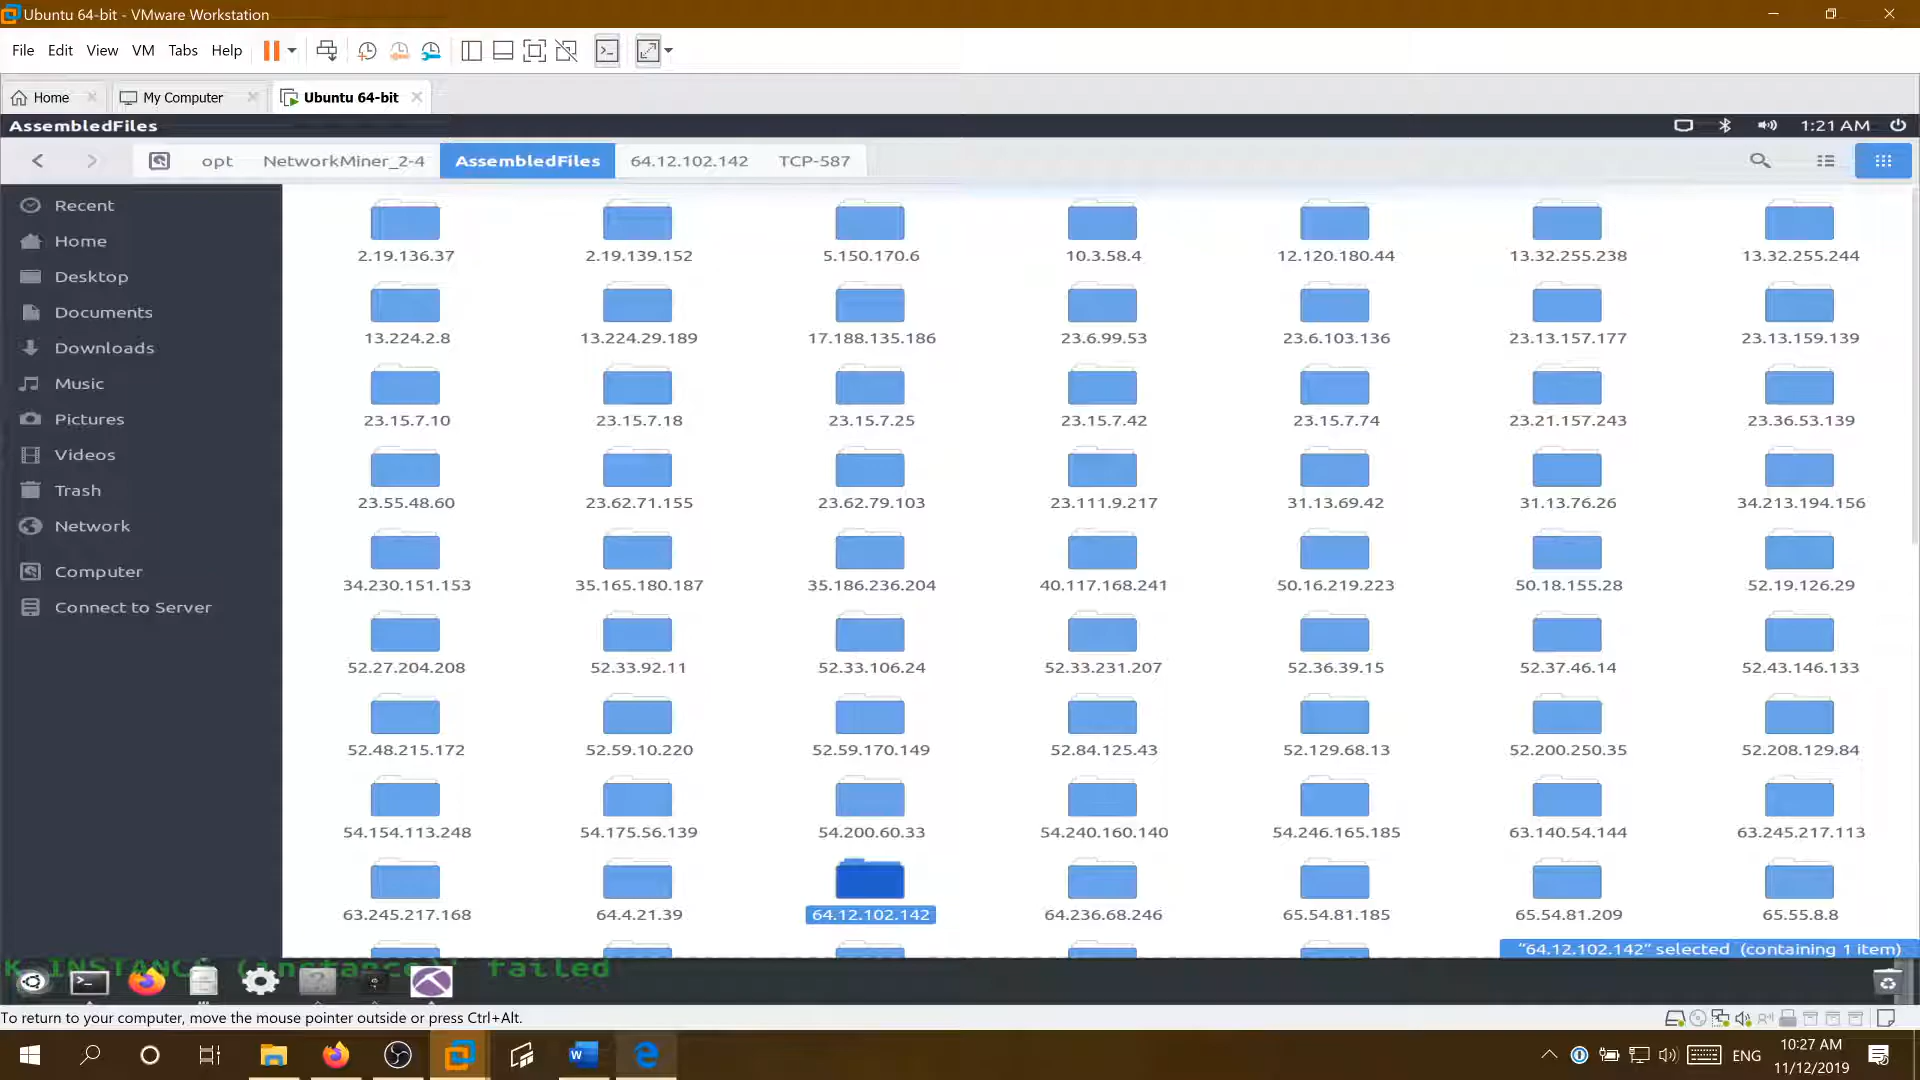 Ubuntu 64-bit - VMware Workstation
File Edit View VM Tabs Help
Home My Computer Ubuntu 64-bit
AssembledFiles 1:21 AM
opt NetworkMiner_2-4 AssembledFiles 64.12.102.142 TCP-587
Recent
Home
Desktop
Documents
Downloads
Music
Pictures
Videos
Trash
Network
Computer
Connect to Server
2.19.136.37 2.19.139.152 5.150.170.6 10.3.58.4 12.120.180.44 13.32.255.238 13.32.255.244
13.224.2.8 13.224.29.189 17.188.135.186 23.6.99.53 23.6.103.136 23.13.157.177 23.13.159.139
23.15.7.10 23.15.7.18 23.15.7.25 23.15.7.42 23.15.7.74 23.21.157.243 23.36.53.139
23.55.48.60 23.62.71.155 23.62.79.103 23.111.9.217 31.13.69.42 31.13.76.26 34.213.194.156
34.230.151.153 35.165.180.187 35.186.236.204 40.117.168.241 50.16.219.223 50.18.155.28 52.19.126.29
52.27.204.208 52.33.92.11 52.33.106.24 52.33.231.207 52.36.39.15 52.37.46.14 52.43.146.133
52.48.215.172 52.59.10.220 52.59.170.149 52.84.125.43 52.129.68.13 52.200.250.35 52.208.129.84
54.154.113.248 54.175.56.139 54.200.60.33 54.240.160.140 54.246.165.185 63.140.54.144 63.245.217.113
63.245.217.168 64.4.21.39 64.12.102.142 64.236.68.246 65.54.81.185 65.54.81.209 65.55.8.8
"64.12.102.142" selected (containing 1 item)
K_INSTANCE (instance)' failed
To return to your computer, move the mouse pointer outside or press Ctrl+Alt.
ENG
10:27 AM
11/12/2019